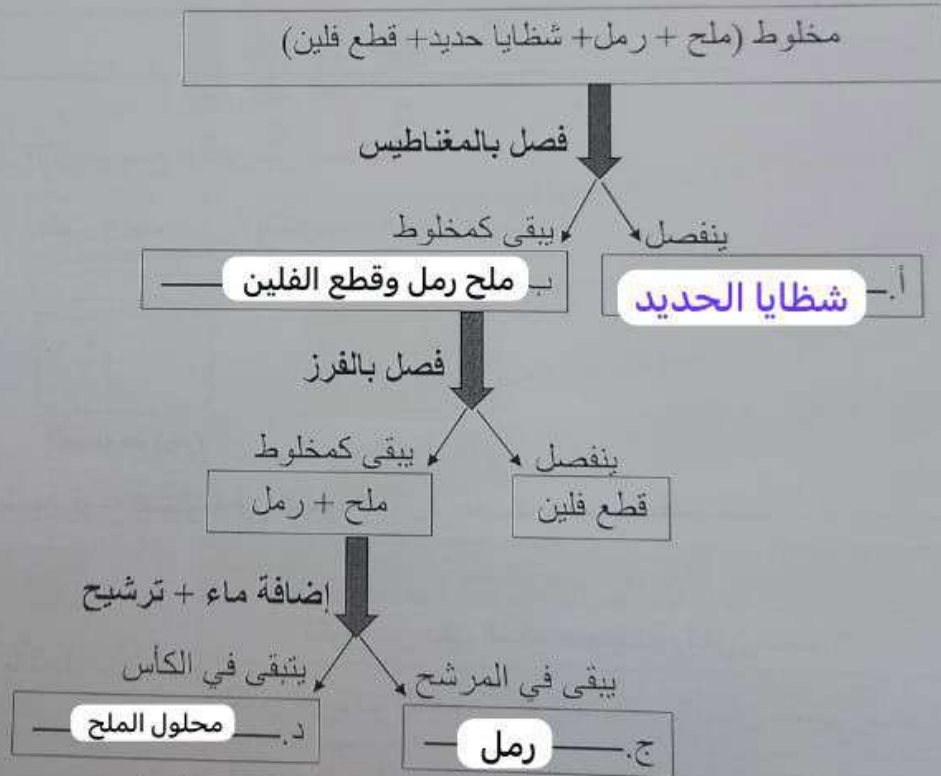 مخلوط (ملح + رمل+ شظايا حديد+ قطع فلين)
فصل بالمغناطيس
ينفصل
يبقى كمخلوط
أ. شظايا الحديد
ب ملح رمل وقطع الفلين
فصل بالفرز
ينفصل
يبقى كمخلوط
قطع فلين
ملح + رمل
إضافة ماء + ترشيح
يبقى في المرشح
يتبقى في الكأس
ج. رمل
د. محلول الملح